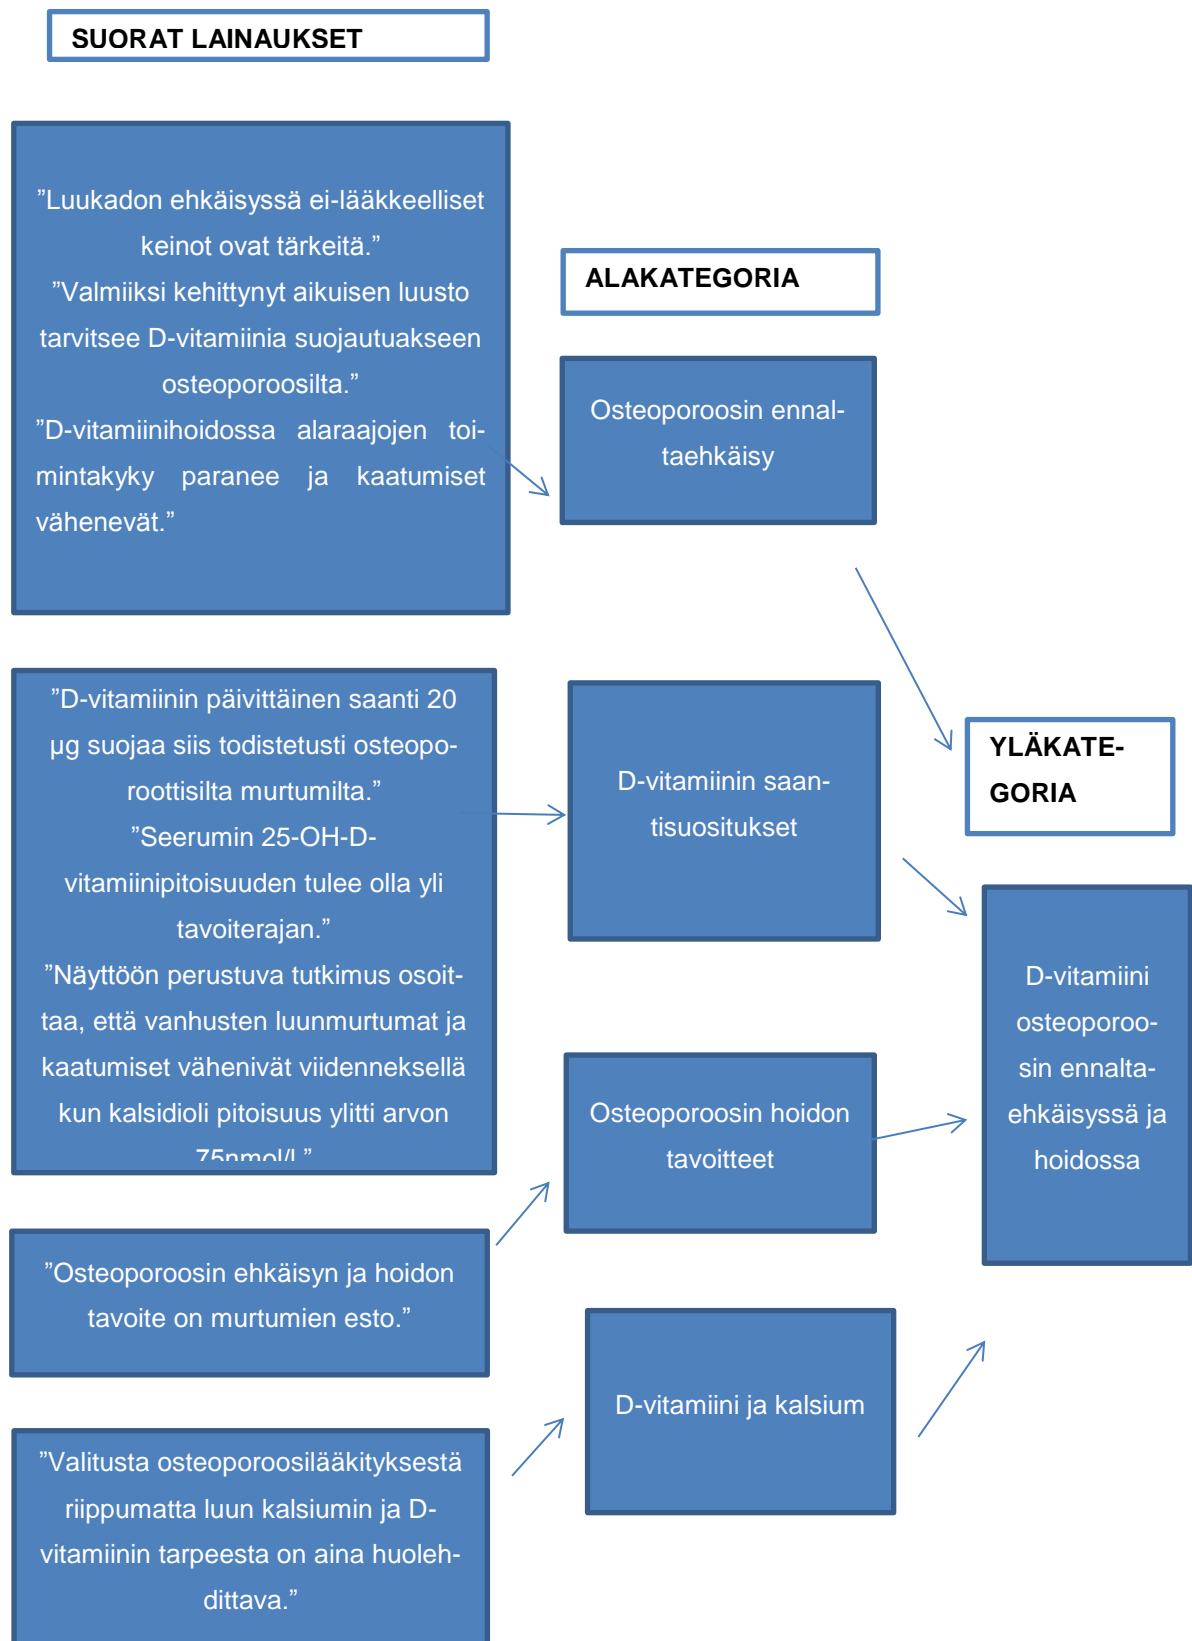 SUORAT LAINAUKSET
”Luukadon ehkäisyssä ei-lääkkeelliset
keinot ovat tärkeitä.”
”Valmiiksi kehittynyt aikuisen luusto
tarvitsee D-vitamiinia suojautuakseen
osteoporoosilta.”
”D-vitamiinihoidossa alaraajojen toi-
mintakyky paranee ja kaatumiset
vähenevät.”
ALAKATEGORIA
Osteoporoosin ennal-
taehkäisy
”D-vitamiinin päivittäinen saanti 20
µg suojaa siis todistetusti osteopo-
roottisilta murtumilta.”
”Seerumin 25-OH-D-
vitamiinipitoisuuden tulee olla yli
tavoiterajan.”
”Näyttöön perustuva tutkimus osoit-
taa, että vanhusten luunmurtumat ja
kaatumiset vähenivät viidenneksellä
kun kalsidioli pitoisuus ylitti arvon
75nmol/l.”
D-vitamiinin saan-
tisuositukset
YLÄKATE-
GORIA
D-vitamiini
osteoporoo-
sin ennalta-
ehkäisyssä ja
hoidossa
Osteoporoosin hoidon
tavoitteet
”Osteoporoosin ehkäisyn ja hoidon
tavoite on murtumien esto.”
D-vitamiini ja kalsium
”Valitusta osteoporoosilääkityksestä
riippumatta luun kalsiumin ja D-
vitamiinin tarpeesta on aina huoleh-
dittava.”